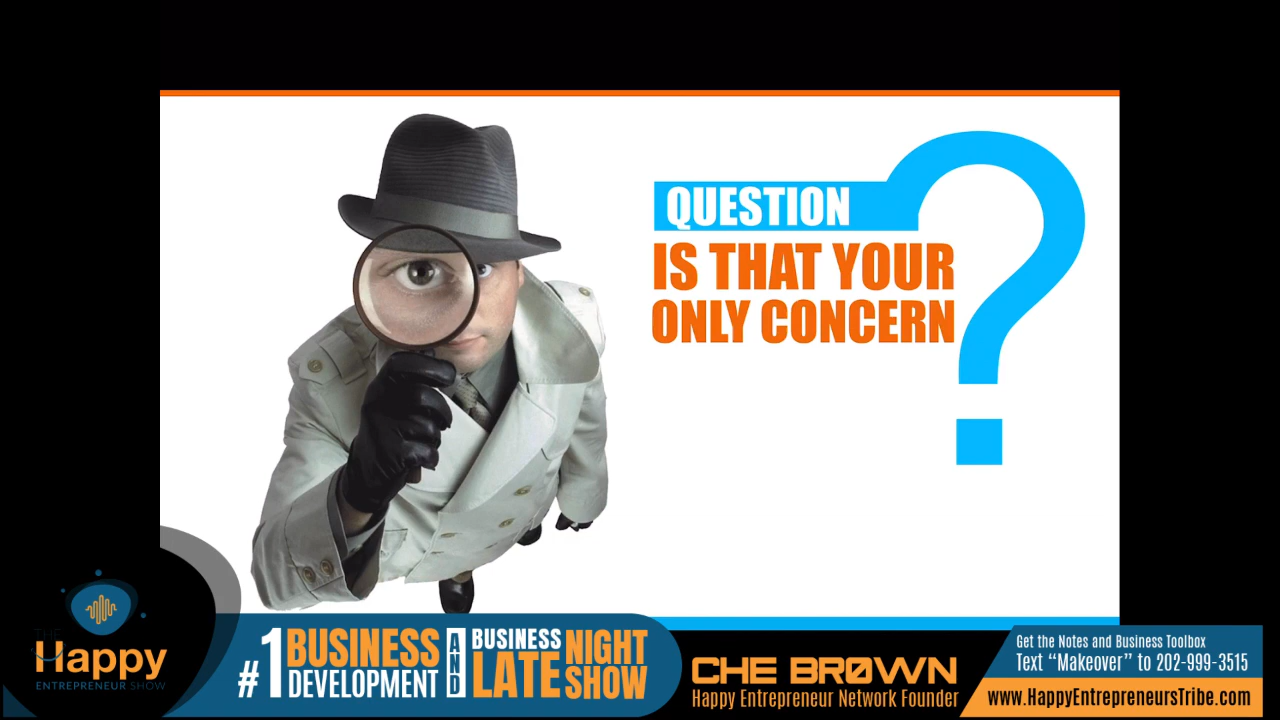 QUESTION
IS THAT YOUR
ONLY CONCERN
?
THE
Happy
ENTREPRENEUR SHOW
#1 BUSINESS DEVELOPMENT
AND
BUSINESS LATE NIGHT SHOW
CHE BRØWN
Happy Entrepreneur Network Founder
Get the Notes and Business Toolbox
Text “Makeover” to 202-999-3515
www.HappyEntrepreneursTribe.com